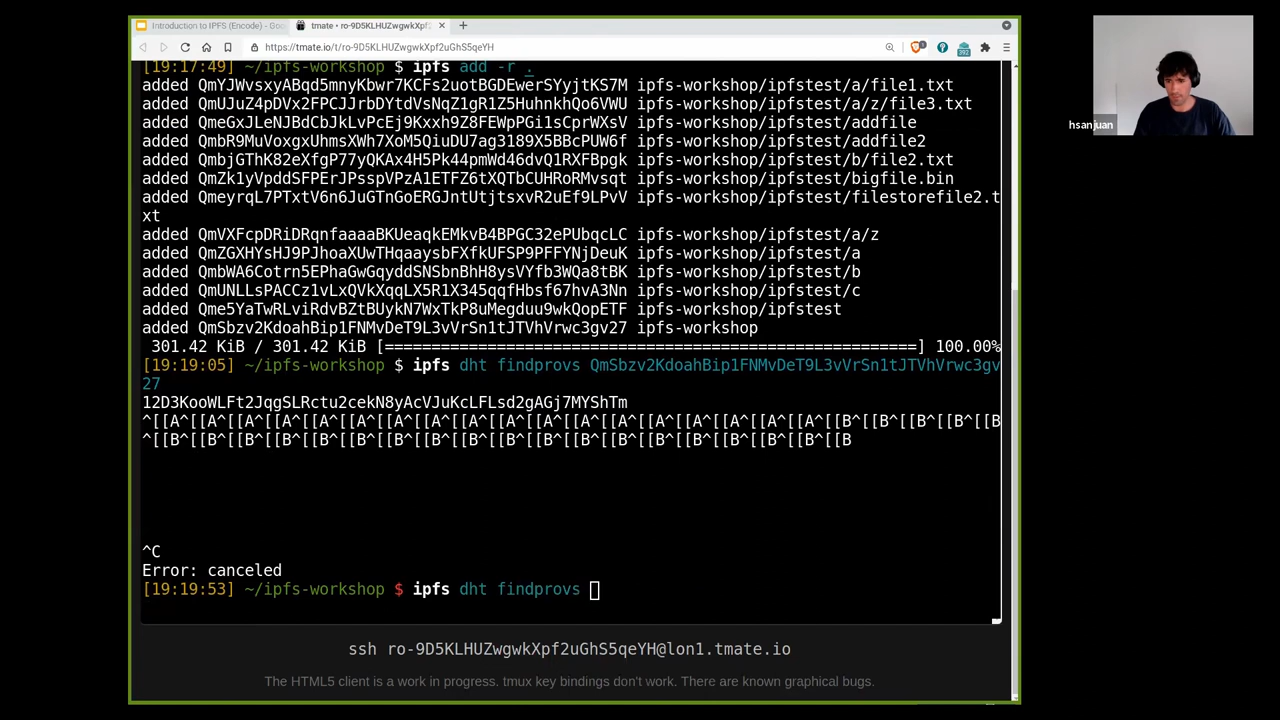 Introduction to IPFS (Encode) - Goo
tmate • ro-9D5KLHUZwgwkXpf2
https://tmate.io/t/ro-9D5KLHUZwgwkXpf2uGhS5qeYH
[19:17:49] ~/ipfs-workshop $ ipfs add -r .
added QmYJWvsxyABqd5mnyKbwr7KCFs2uotBGDEwerSYyjtKS7M ipfs-workshop/ipfstest/a/file1.txt
added QmUJuZ4pDVx2FPCJJrbDYtdVsNqZ1gR1Z5HuhnkhQo6VWU ipfs-workshop/ipfstest/a/z/file3.txt
added QmeGxJLeNJBdCbJkLvPcEj9Kxxh9Z8FEWpPGi1sCprWXsV ipfs-workshop/ipfstest/addfile
added QmbR9MuVoxgxUhmsXWh7XoM5QiuDU7ag3189X5BBcPUW6f ipfs-workshop/ipfstest/addfile2
added QmbjGThK82eXfgP77yQKAx4H5Pk44pmWd46dvQ1RXFBpgk ipfs-workshop/ipfstest/b/file2.txt
added QmZk1yVpddSFPErJPsspVPzA1ETFZ6tXQTbCUHRoRMvsqt ipfs-workshop/ipfstest/bigfile.bin
added QmeyrqL7PTxtV6n6JuGTnGoERGJntUtjtsxvR2uEf9LPvV ipfs-workshop/ipfstest/filestorefile2.t
xt
added QmVXFcpDRiDRqnfaaaaBKUeaqkEMkvB4BPGC32ePUbqcLC ipfs-workshop/ipfstest/a/z
added QmZGXHYsHJ9PJhoaXUwTHqaaysbFXfkUFSP9PFFYNjDeuK ipfs-workshop/ipfstest/a
added QmbWA6Cotrn5EPhaGwGqyddSNSbnBhH8ysVYfb3WQa8tBK ipfs-workshop/ipfstest/b
added QmUNLLsPACCz1vLxQVkXqqLX5R1X345qqfHbsf67hvA3Nn ipfs-workshop/ipfstest/c
added Qme5YaTwRLviRdvBZtBUykN7WxTkP8uMegduu9wkQopETF ipfs-workshop/ipfstest
added QmSbzv2KdoahBip1FNMvDeT9L3vVrSn1tJTVhVrwc3gv27 ipfs-workshop
301.42 KiB / 301.42 KiB [=========================================================] 100.00%
[19:19:05] ~/ipfs-workshop $ ipfs dht findprovs QmSbzv2KdoahBip1FNMvDeT9L3vVrSn1tJTVhVrwc3gv
27
12D3KooWLFt2JqgSLRctu2cekN8yAcVJuKcLFLsd2gAGj7MYShTm
^[[A^[[A^[[A^[[A^[[A^[[A^[[A^[[A^[[A^[[A^[[A^[[A^[[A^[[A^[[A^[[A^[[A^[[A^[[B^[[B^[[B^[[B^[[B
^[[B^[[B^[[B^[[B^[[B^[[B^[[B^[[B^[[B^[[B^[[B^[[B^[[B^[[B^[[B^[[B^[[B^[[B^[[B
^C
Error: canceled
[19:19:53] ~/ipfs-workshop $ ipfs dht findprovs
ssh ro-9D5KLHUZwgwkXpf2uGhS5qeYH@lon1.tmate.io
The HTML5 client is a work in progress. tmux key bindings don't work. There are known graphical bugs.
hsanjuan